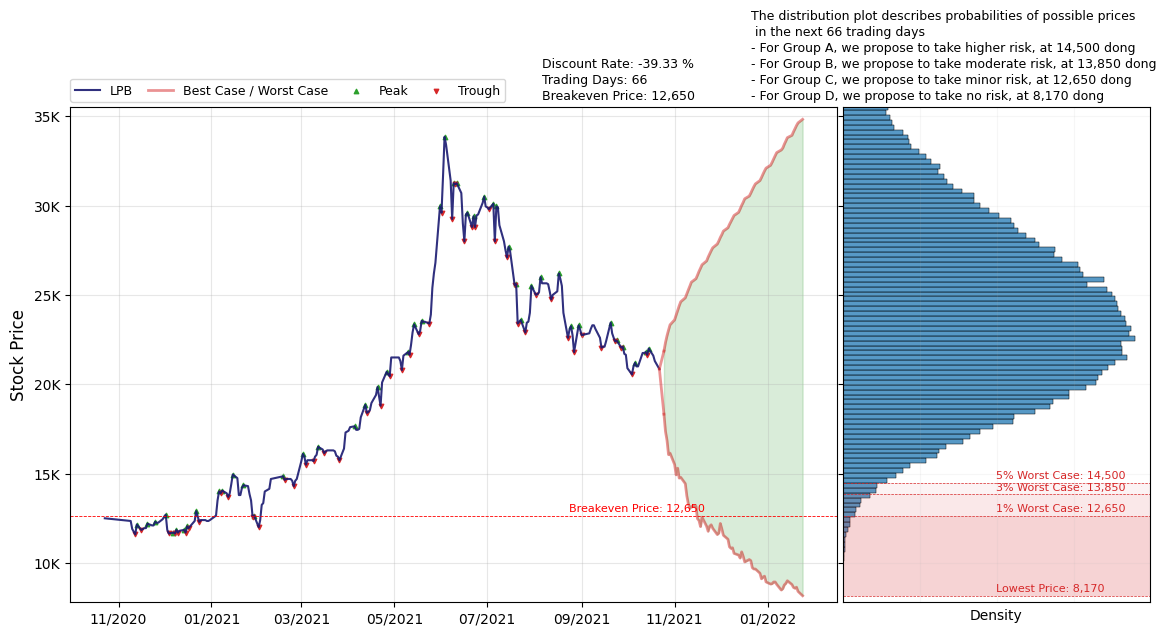 The distribution plot describes probabilities of possible prices
in the next 66 trading days
- For Group A, we propose to take higher risk, at 14,500 dong
- For Group B, we propose to take moderate risk, at 13,850 dong
- For Group C, we propose to take minor risk, at 12,650 dong
- For Group D, we propose to take no risk, at 8,170 dong
Discount Rate: -39.33 %
Trading Days: 66
Breakeven Price: 12,650
LPB
Best Case / Worst Case
Peak
Trough
Stock Price
35K
30K
25K
20K
15K
10K
Breakeven Price: 12,650
11/2020
01/2021
03/2021
05/2021
07/2021
09/2021
11/2021
01/2022
5% Worst Case: 14,500
3% Worst Case: 13,850
1% Worst Case: 12,650
Lowest Price: 8,170
Density